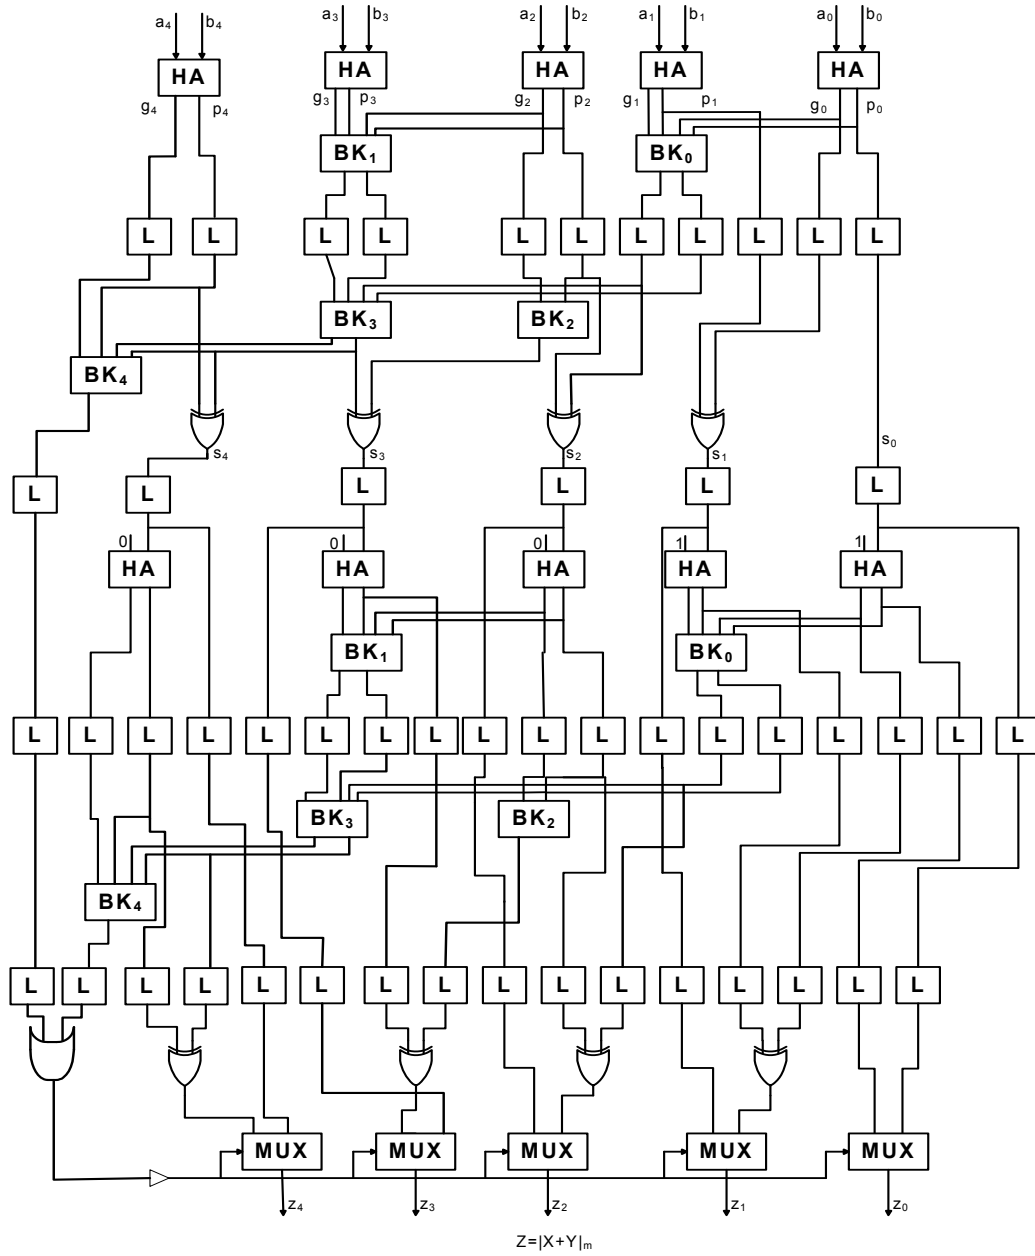 a₄ b₄ a₃ b₃ a₂ b₂ a₁ b₁ a₀ b₀
HA HA HA HA HA
g₄ p₄ g₃ p₃ g₂ p₂ g₁ p₁ g₀ p₀
BK₁ BK₀
L L L L L L L L L L L
BK₃ BK₂
BK₄
s₄ s₃ s₂ s₁ s₀
L L L L L L
0 0 0 1 1
HA HA HA HA HA
BK₁ BK₀
L L L L L L L L L L L L L L L L L L
BK₃ BK₂
BK₄
L L L L L L L L L L L L L L L L
MUX MUX MUX MUX MUX
z₄ z₃ z₂ z₁ z₀
Z=|X+Y|ₘ